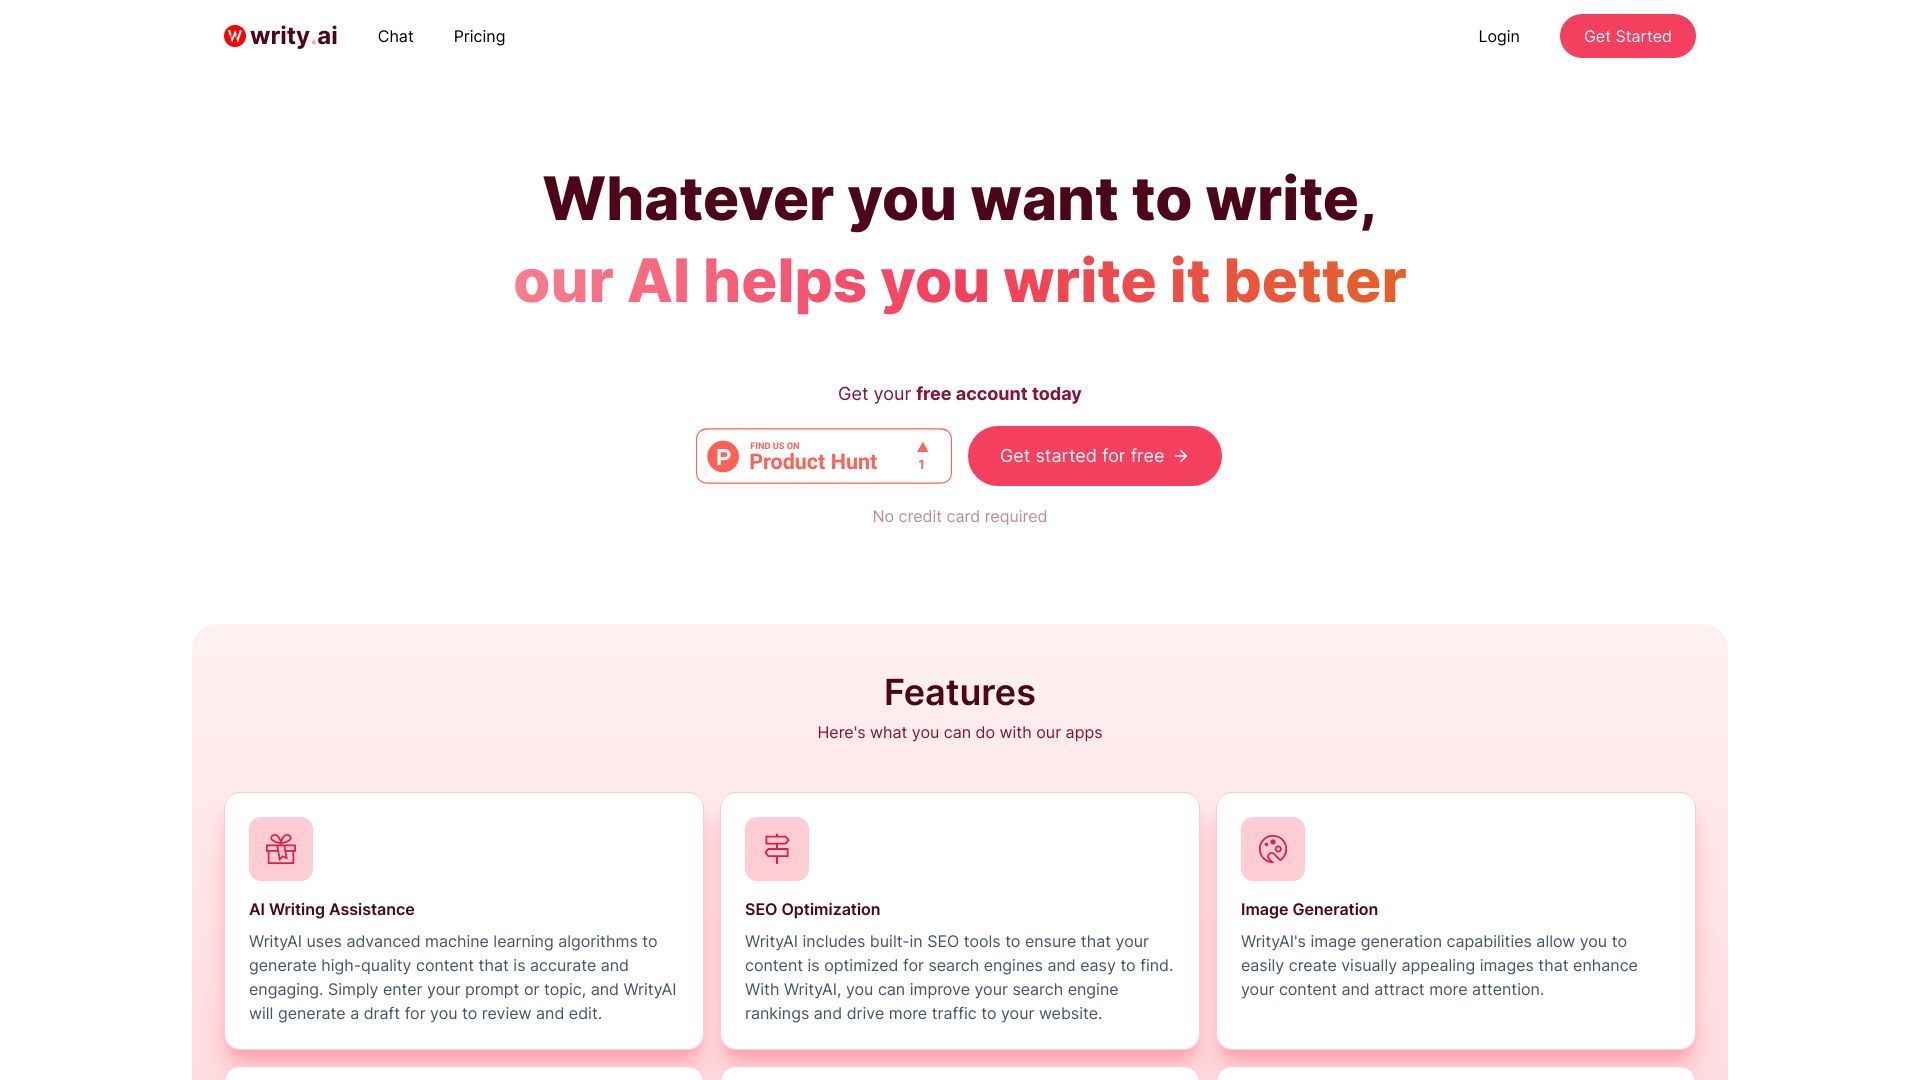 writy.ai
Chat
Pricing
Login
Get Started
Whatever you want to write,
our AI helps you write it better
Get your free account today
FIND US ON
Product Hunt
1
Get started for free →
No credit card required
Features
Here's what you can do with our apps
AI Writing Assistance
WrityAI uses advanced machine learning algorithms to
generate high-quality content that is accurate and
engaging. Simply enter your prompt or topic, and WrityAI
will generate a draft for you to review and edit.
SEO Optimization
WrityAI includes built-in SEO tools to ensure that your
content is optimized for search engines and easy to find.
With WrityAI, you can improve your search engine
rankings and drive more traffic to your website.
Image Generation
WrityAI's image generation capabilities allow you to
easily create visually appealing images that enhance
your content and attract more attention.